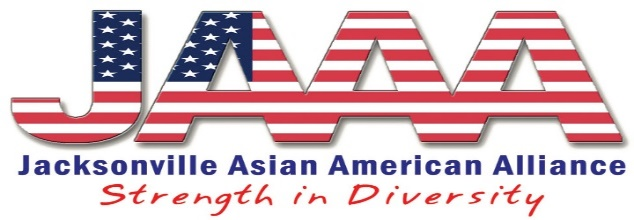 JAAA
Jacksonville Asian American Alliance
Strength in Diversity